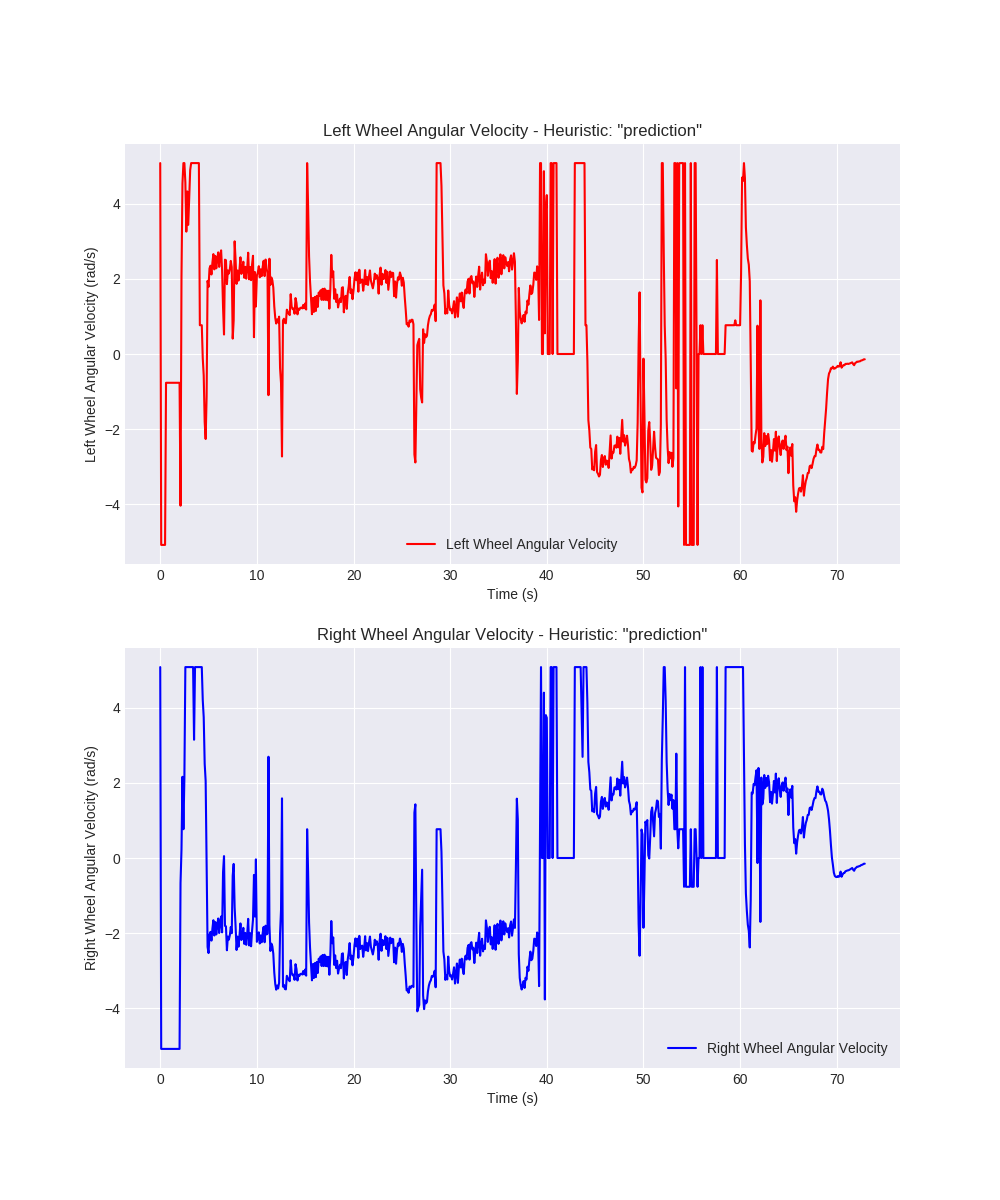 Left Wheel Angular Velocity - Heuristic: "prediction"
Left Wheel Angular Velocity (rad/s)
4
2
0
−2
−4
Left Wheel Angular Velocity
0 10 20 30 40 50 60 70
Time (s)
Right Wheel Angular Velocity - Heuristic: "prediction"
Right Wheel Angular Velocity (rad/s)
4
2
0
−2
−4
Right Wheel Angular Velocity
0 10 20 30 40 50 60 70
Time (s)